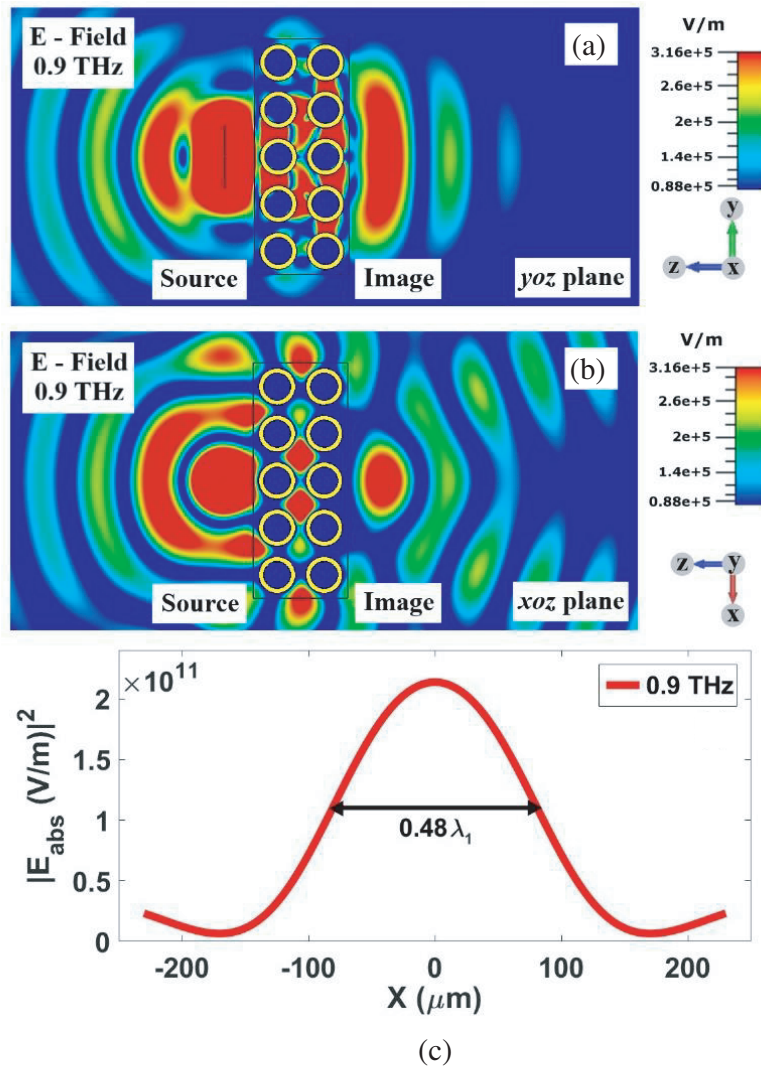 E - Field
0.9 THz
(a)
Source
Image
yoz plane
V/m
3.16e+5
2.6e+5
2e+5
1.4e+5
0.88e+5
y
z
x
E - Field
0.9 THz
(b)
Source
Image
xoz plane
V/m
3.16e+5
2.6e+5
2e+5
1.4e+5
0.88e+5
z
y
x
×10¹¹
0.9 THz
|E_abs (V/m)|²
2
1.5
1
0.5
0
0.48 λ₁
-200 -100 0 100 200
X (μm)
(c)